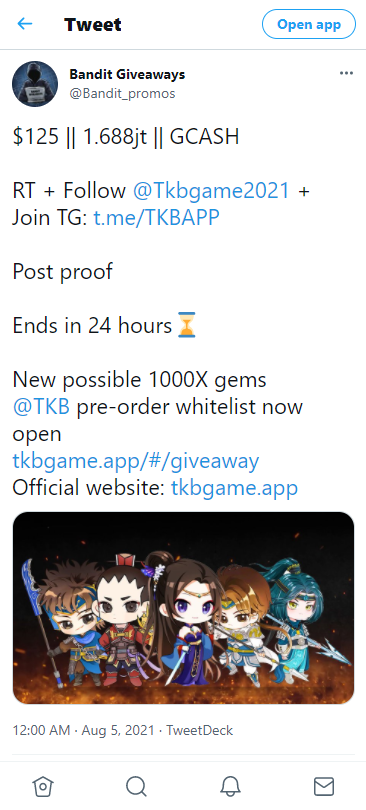 Tweet
Open app
Bandit Giveaways
@Bandit_promos
$125 || 1.688jt || GCASH
RT + Follow @Tkbgame2021 +
Join TG: t.me/TKBAPP
Post proof
Ends in 24 hours⏳
New possible 1000X gems
@TKB pre-order whitelist now
open
tkbgame.app/#/giveaway
Official website: tkbgame.app
12:00 AM · Aug 5, 2021 · TweetDeck